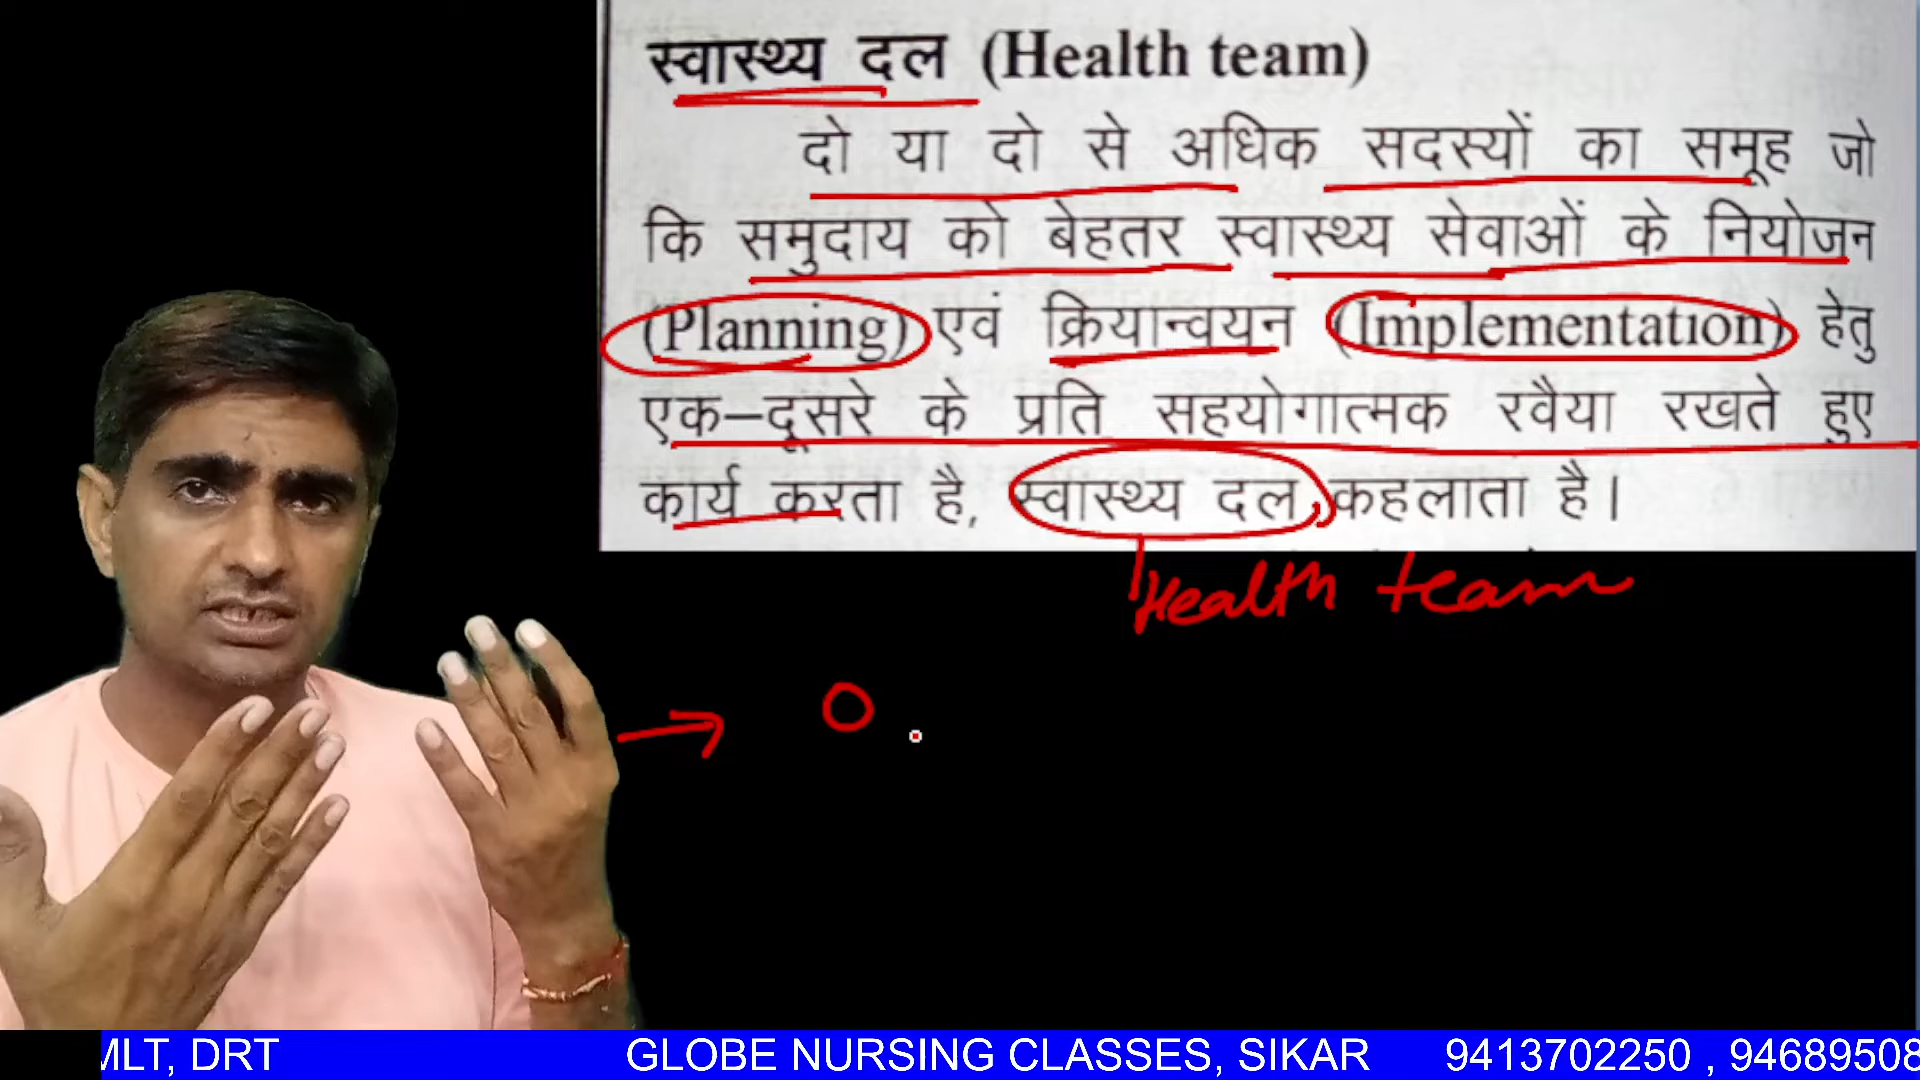 स्वास्थ्य दल (Health team)
दो या दो से अधिक सदस्यों का समूह जो
कि समुदाय को बेहतर स्वास्थ्य सेवाओं के नियोजन
(Planning) एवं क्रियान्वयन (Implementation) हेतु
एक–दूसरे के प्रति सहयोगात्मक रवैया रखते हुए
कार्य करता है, स्वास्थ्य दल कहलाता है।
Health team
MLT, DRT GLOBE NURSING CLASSES, SIKAR 9413702250 , 94689508